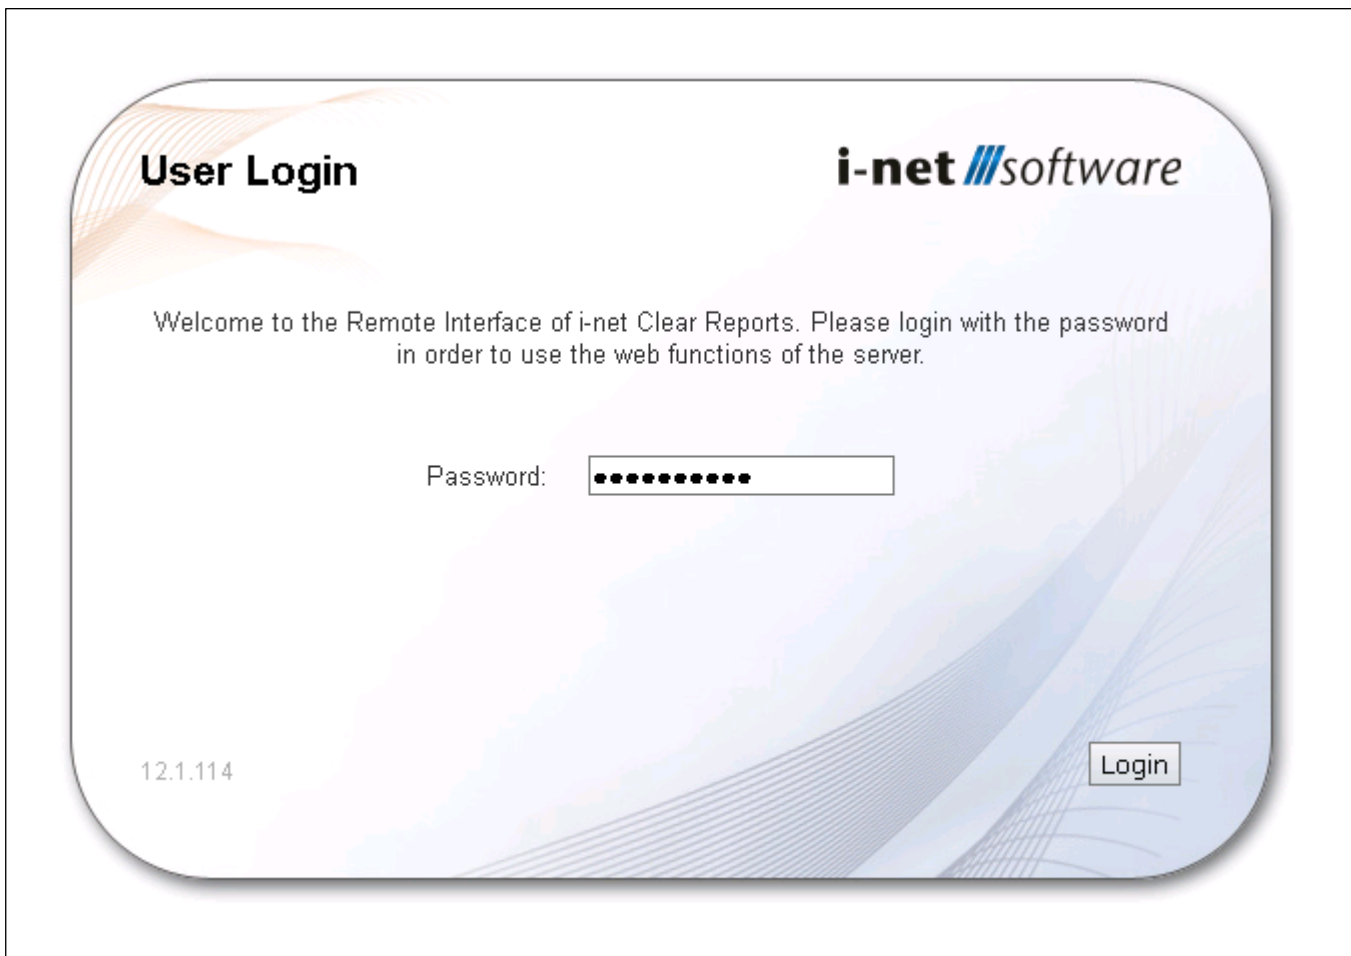 User Login
i-net software
Welcome to the Remote Interface of i-net Clear Reports. Please login with the password
in order to use the web functions of the server.
Password: ●●●●●●●●●●
12.1.114
Login